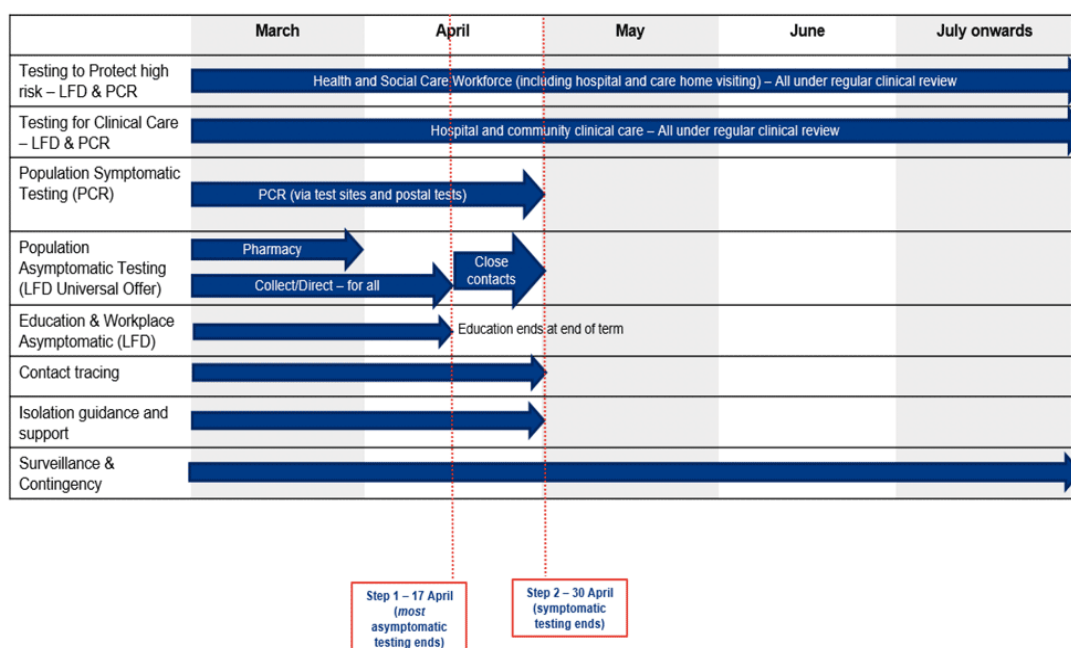 March April May June July onwards
Testing to Protect high
risk – LFD & PCR
Health and Social Care Workforce (including hospital and care home visiting) – All under regular clinical review
Testing for Clinical Care
– LFD & PCR
Hospital and community clinical care – All under regular clinical review
Population Symptomatic
Testing (PCR)
PCR (via test sites and postal tests)
Population
Asymptomatic Testing
(LFD Universal Offer)
Pharmacy
Collect/Direct – for all
Close
contacts
Education & Workplace
Asymptomatic (LFD)
Education ends at end of term
Contact tracing
Isolation guidance and
support
Surveillance &
Contingency
Step 1 – 17 April
(most
asymptomatic
testing ends)
Step 2 – 30 April
(symptomatic
testing ends)